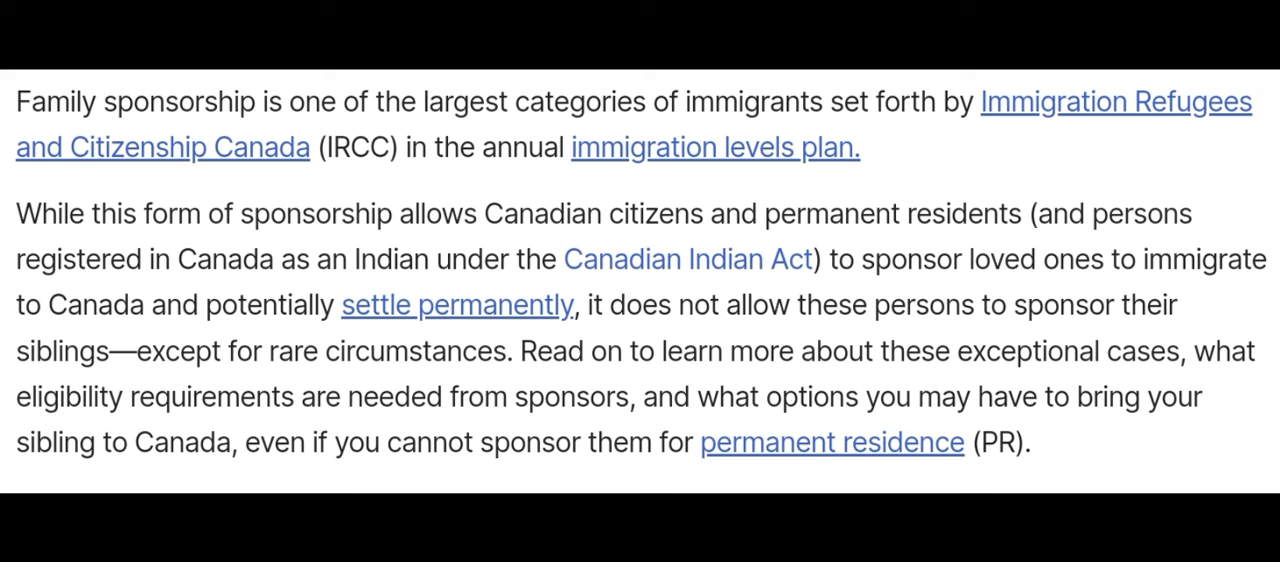 Family sponsorship is one of the largest categories of immigrants set forth by Immigration Refugees
and Citizenship Canada (IRCC) in the annual immigration levels plan.
While this form of sponsorship allows Canadian citizens and permanent residents (and persons
registered in Canada as an Indian under the Canadian Indian Act) to sponsor loved ones to immigrate
to Canada and potentially settle permanently, it does not allow these persons to sponsor their
siblings—except for rare circumstances. Read on to learn more about these exceptional cases, what
eligibility requirements are needed from sponsors, and what options you may have to bring your
sibling to Canada, even if you cannot sponsor them for permanent residence (PR).